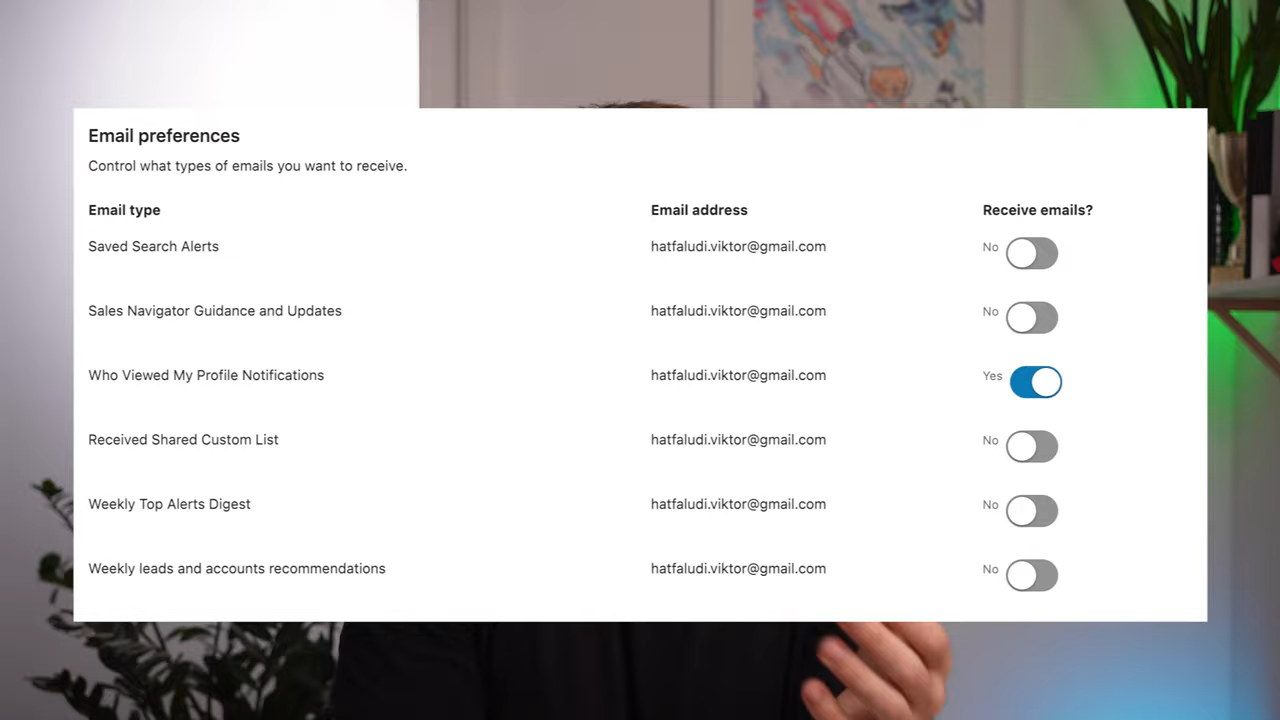 Email preferences
Control what types of emails you want to receive.
Email type Email address Receive emails?
Saved Search Alerts hatfaludi.viktor@gmail.com No
Sales Navigator Guidance and Updates hatfaludi.viktor@gmail.com No
Who Viewed My Profile Notifications hatfaludi.viktor@gmail.com Yes
Received Shared Custom List hatfaludi.viktor@gmail.com No
Weekly Top Alerts Digest hatfaludi.viktor@gmail.com No
Weekly leads and accounts recommendations hatfaludi.viktor@gmail.com No